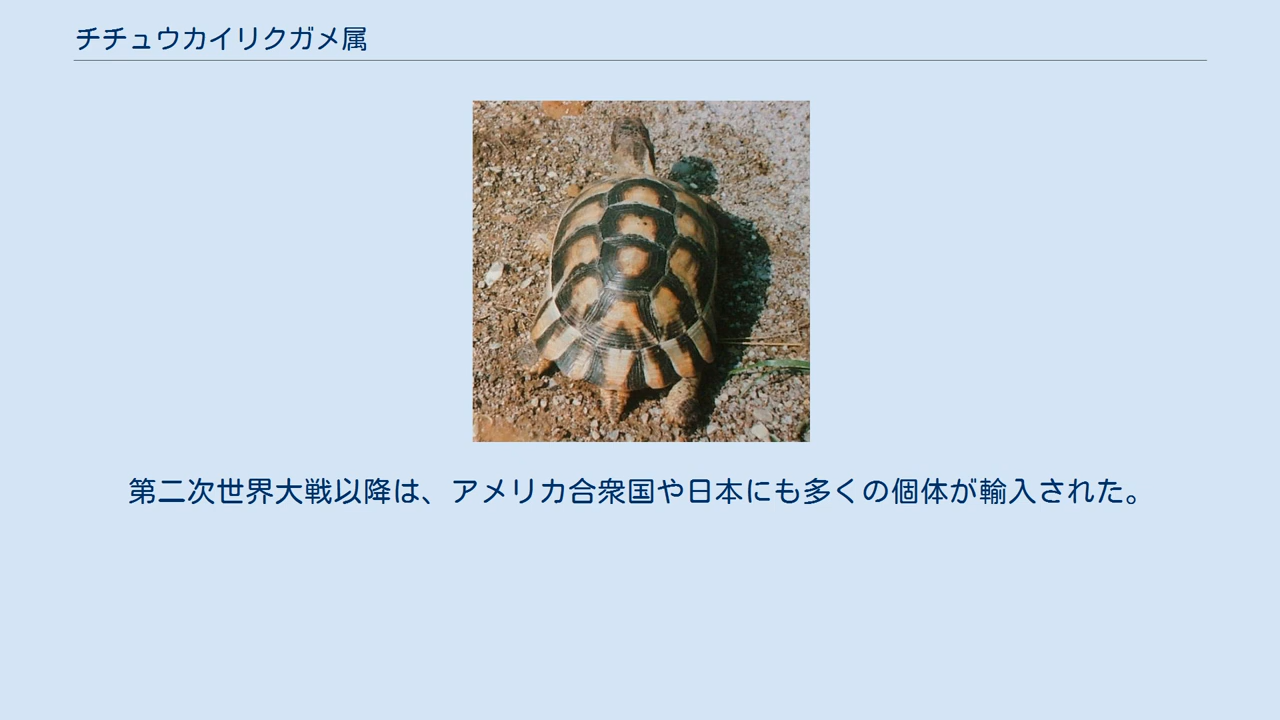 チチュウカイリクガメ属
第二次世界大戦以降は、アメリカ合衆国や日本にも多くの個体が輸入された。